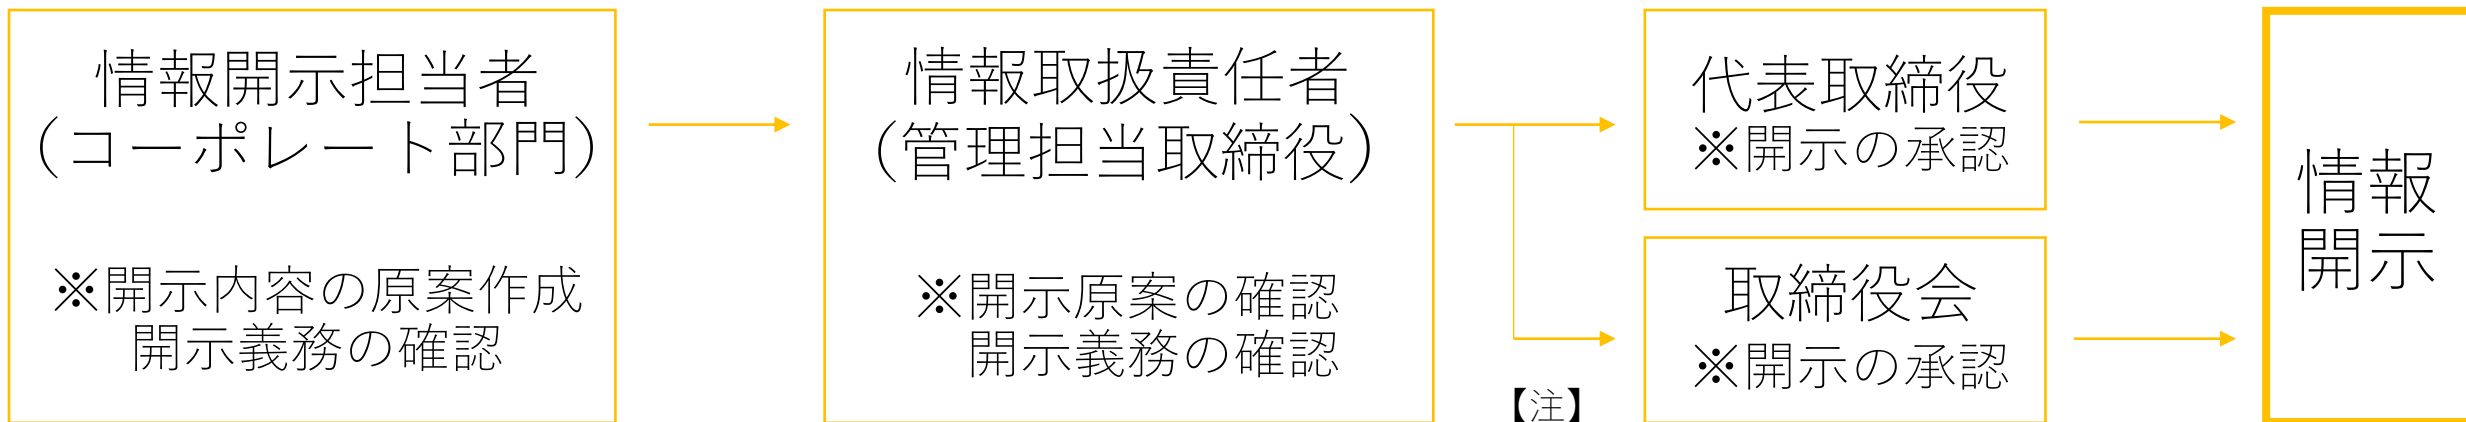 情報開示担当者
（コーポレート部門）
※開示内容の原案作成
開示義務の確認
情報取扱責任者
（管理担当取締役）
※開示原案の確認
開示義務の確認
【注】
代表取締役
※開示の承認
取締役会
※開示の承認
情報
開示